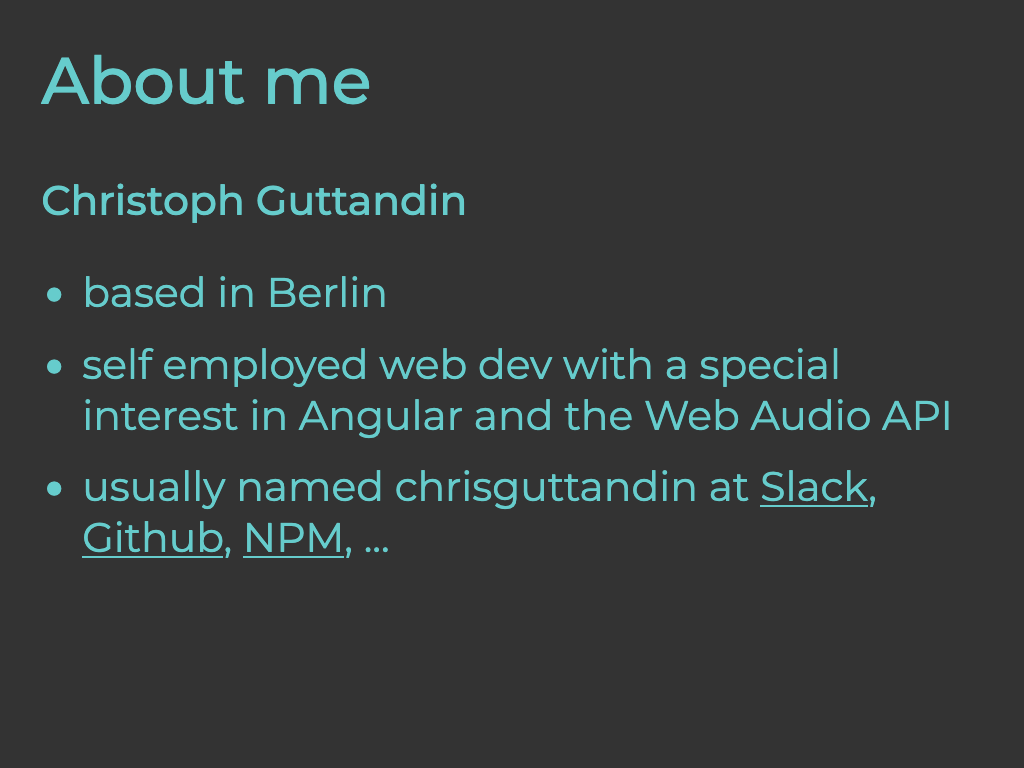 About me
Christoph Guttandin
• based in Berlin
• self employed web dev with a special
interest in Angular and the Web Audio API
• usually named chrisguttandin at Slack,
Github, NPM, ...